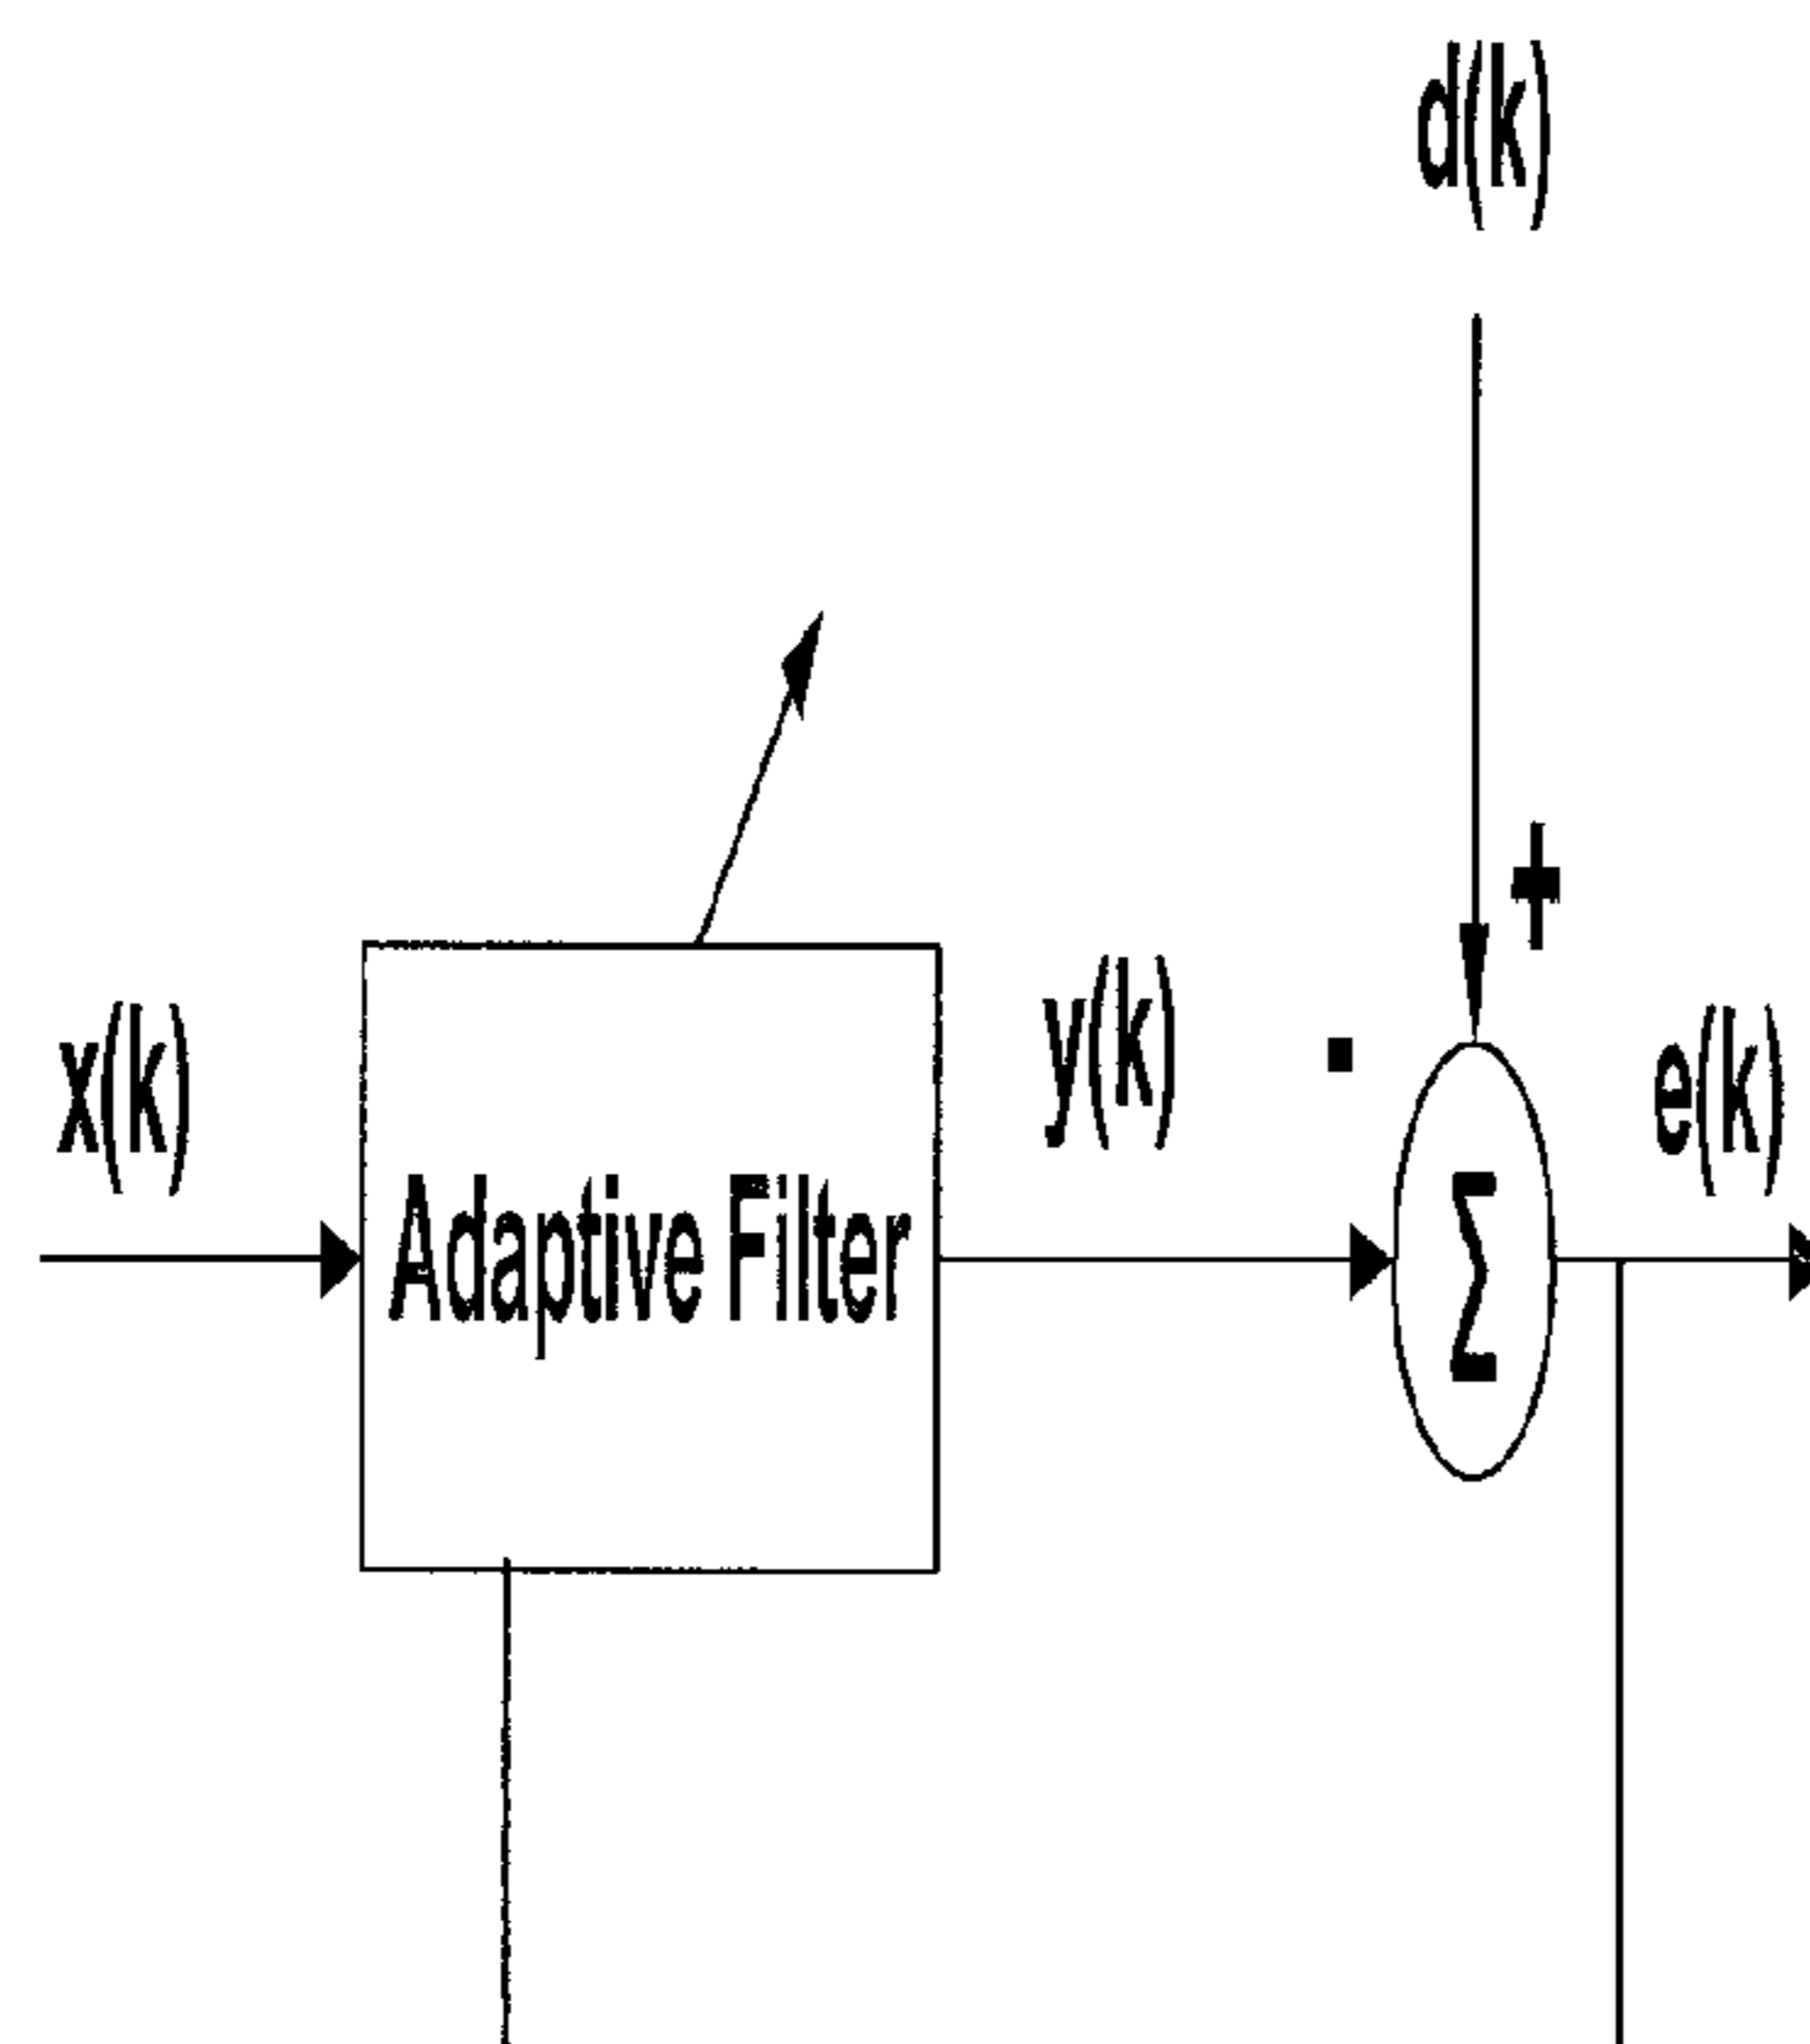 d(k)
+
x(k)
y(k)
-
e(k)
Adaptive Filter
Σ